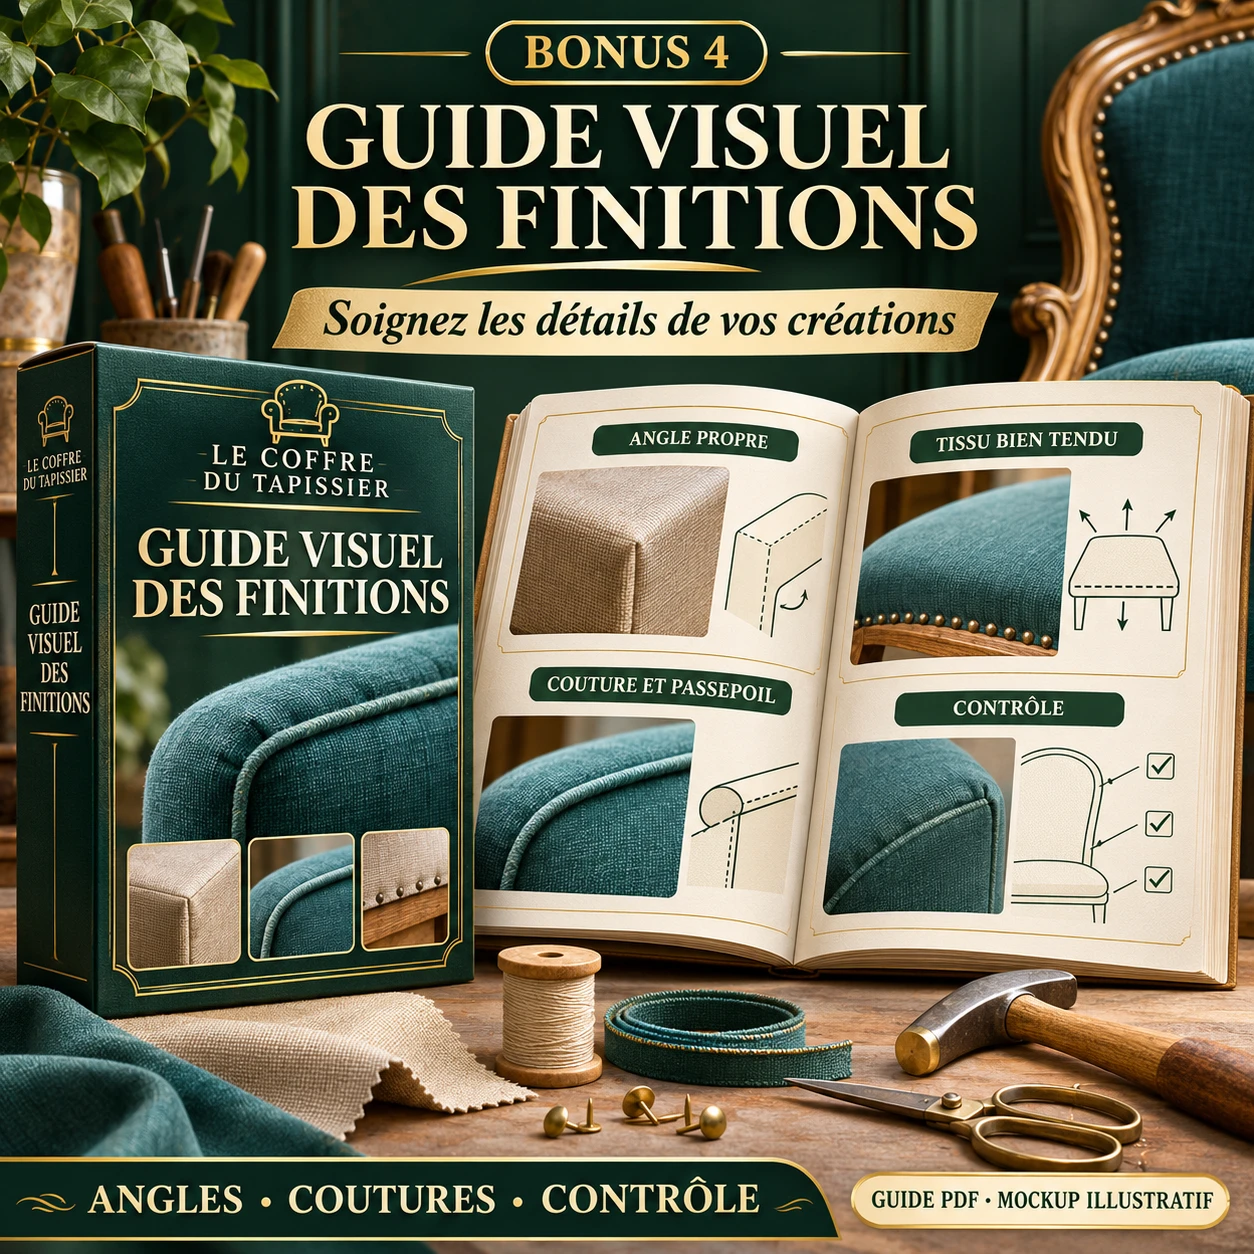 BONUS 4
GUIDE VISUEL
DES FINITIONS
Soignez les détails de vos créations
LE COFFRE
DU TAPISSIER
GUIDE
VISUEL
DES
FINITIONS
LE COFFRE
DU TAPISSIER
GUIDE VISUEL
DES FINITIONS
ANGLE PROPRE
COUTURE ET PASSEPOIL
TISSU BIEN TENDU
CONTRÔLE
ANGLES • COUTURES • CONTRÔLE
GUIDE PDF • MOCKUP ILLUSTRATIF